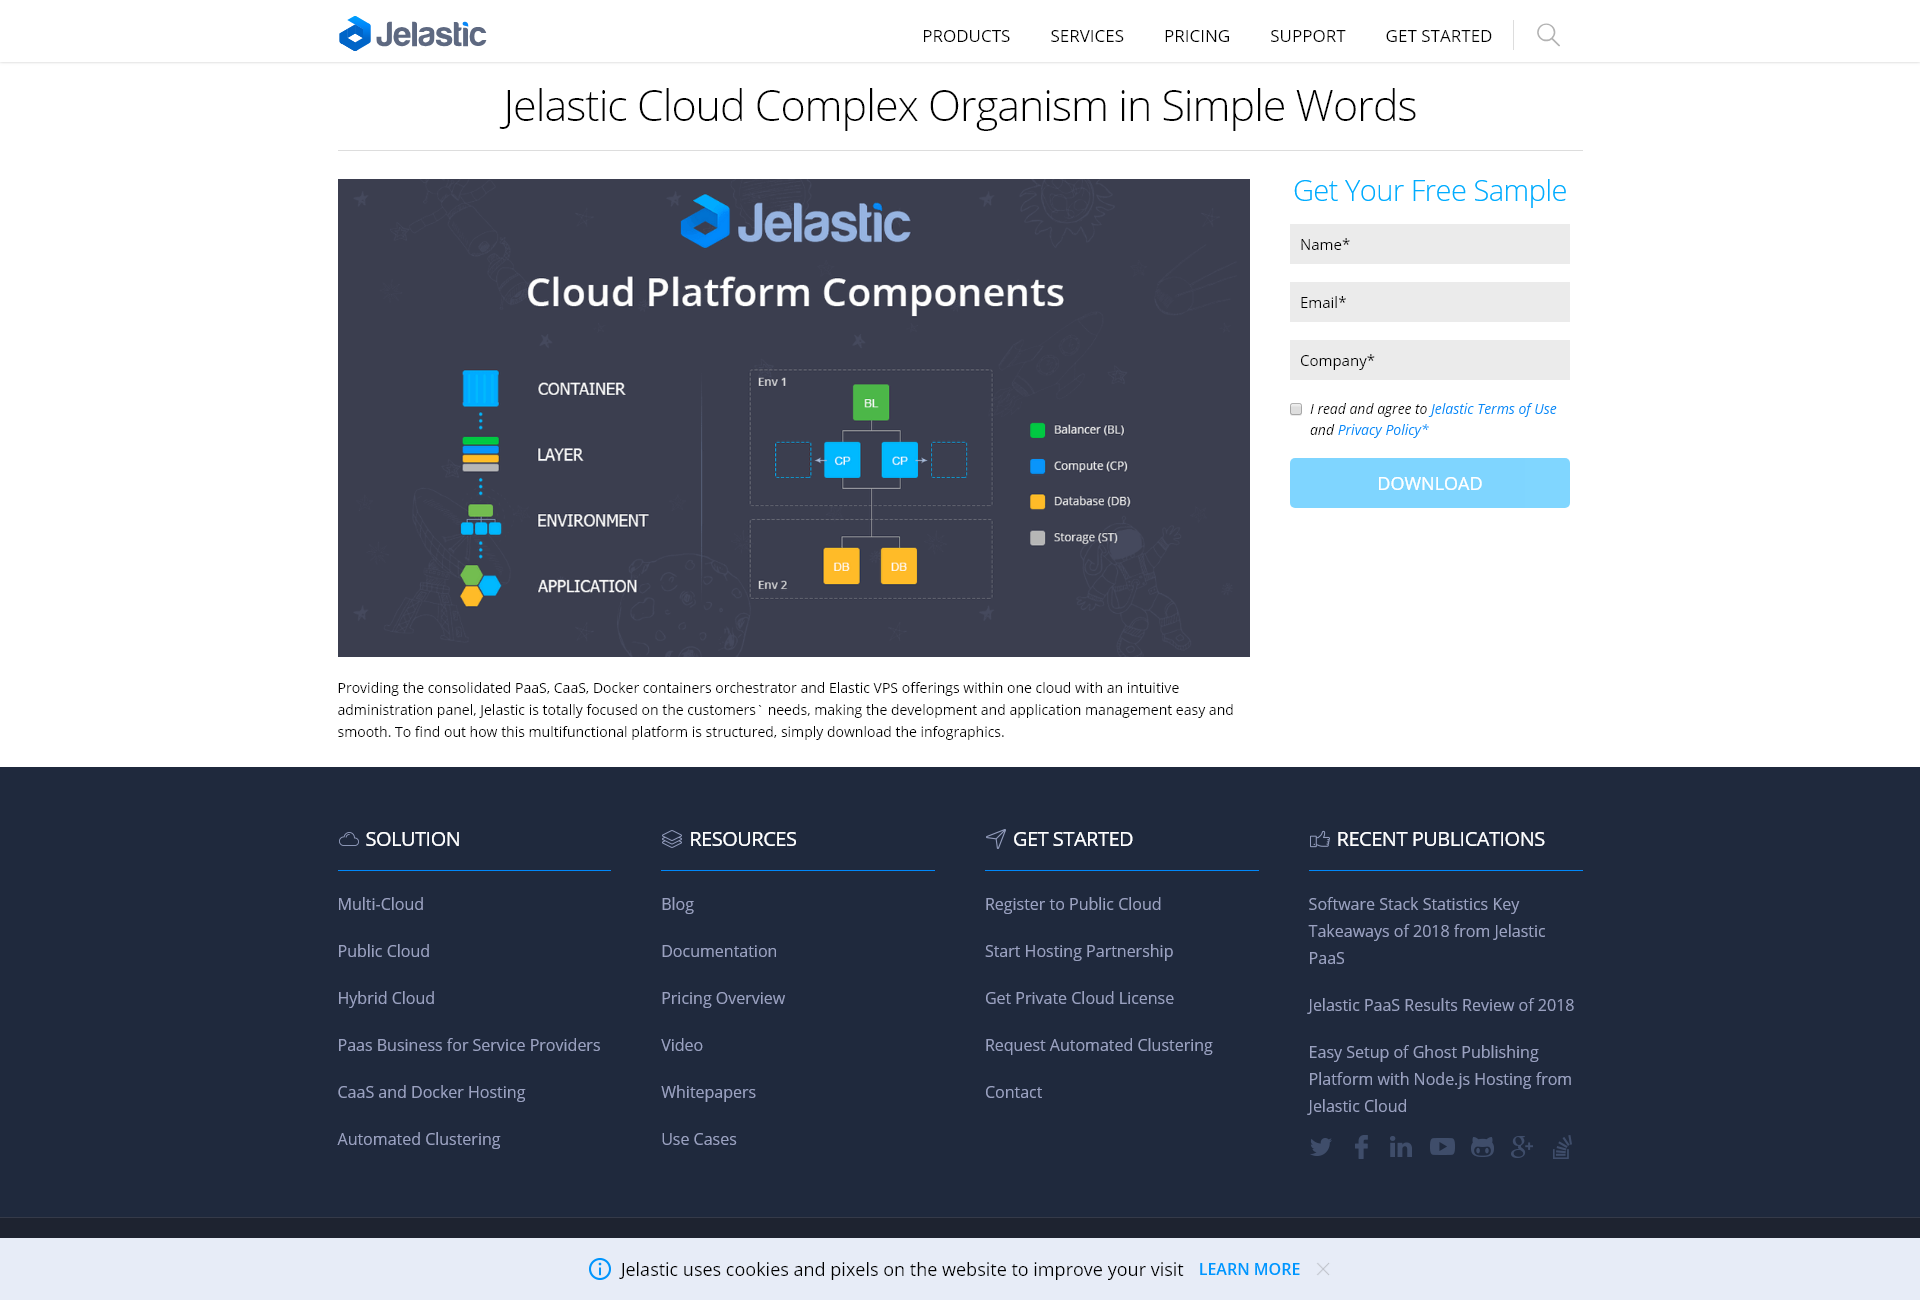 Jelastic
PRODUCTS
SERVICES
PRICING
SUPPORT
GET STARTED
Jelastic Cloud Complex Organism in Simple Words
Jelastic
Cloud Platform Components
CONTAINER
LAYER
ENVIRONMENT
APPLICATION
Env 1
BL
CP
CP
DB
DB
Env 2
Balancer (BL)
Compute (CP)
Database (DB)
Storage (ST)
Get Your Free Sample
Name*
Email*
Company*
I read and agree to Jelastic Terms of Use
and Privacy Policy*
DOWNLOAD
Providing the consolidated PaaS, CaaS, Docker containers orchestrator and Elastic VPS offerings within one cloud with an intuitive
administration panel, Jelastic is totally focused on the customers` needs, making the development and application management easy and
smooth. To find out how this multifunctional platform is structured, simply download the infographics.
SOLUTION
Multi-Cloud
Public Cloud
Hybrid Cloud
Paas Business for Service Providers
CaaS and Docker Hosting
Automated Clustering
RESOURCES
Blog
Documentation
Pricing Overview
Video
Whitepapers
Use Cases
GET STARTED
Register to Public Cloud
Start Hosting Partnership
Get Private Cloud License
Request Automated Clustering
Contact
RECENT PUBLICATIONS
Software Stack Statistics Key
Takeaways of 2018 from Jelastic
PaaS
Jelastic PaaS Results Review of 2018
Easy Setup of Ghost Publishing
Platform with Node.js Hosting from
Jelastic Cloud
Jelastic uses cookies and pixels on the website to improve your visit
LEARN MORE